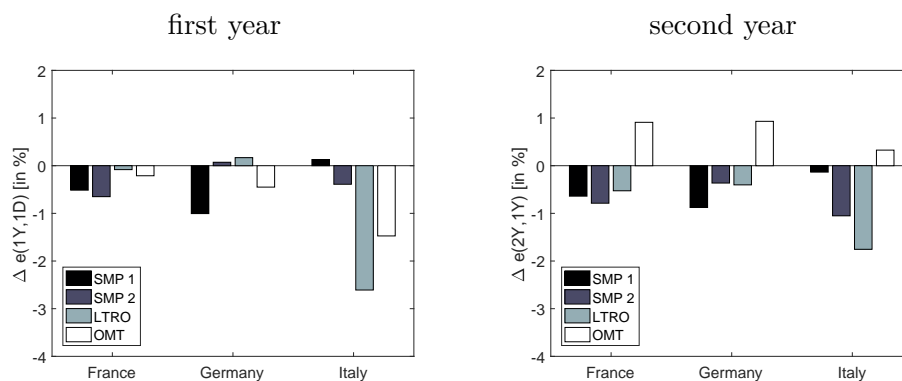 first year
2
1
0
-1
-2
-3
-4
Δ e(1Y,1D) [in %]
SMP 1
SMP 2
LTRO
OMT
France Germany Italy
second year
2
1
0
-1
-2
-3
-4
Δ e(2Y,1Y) [in %]
SMP 1
SMP 2
LTRO
OMT
France Germany Italy